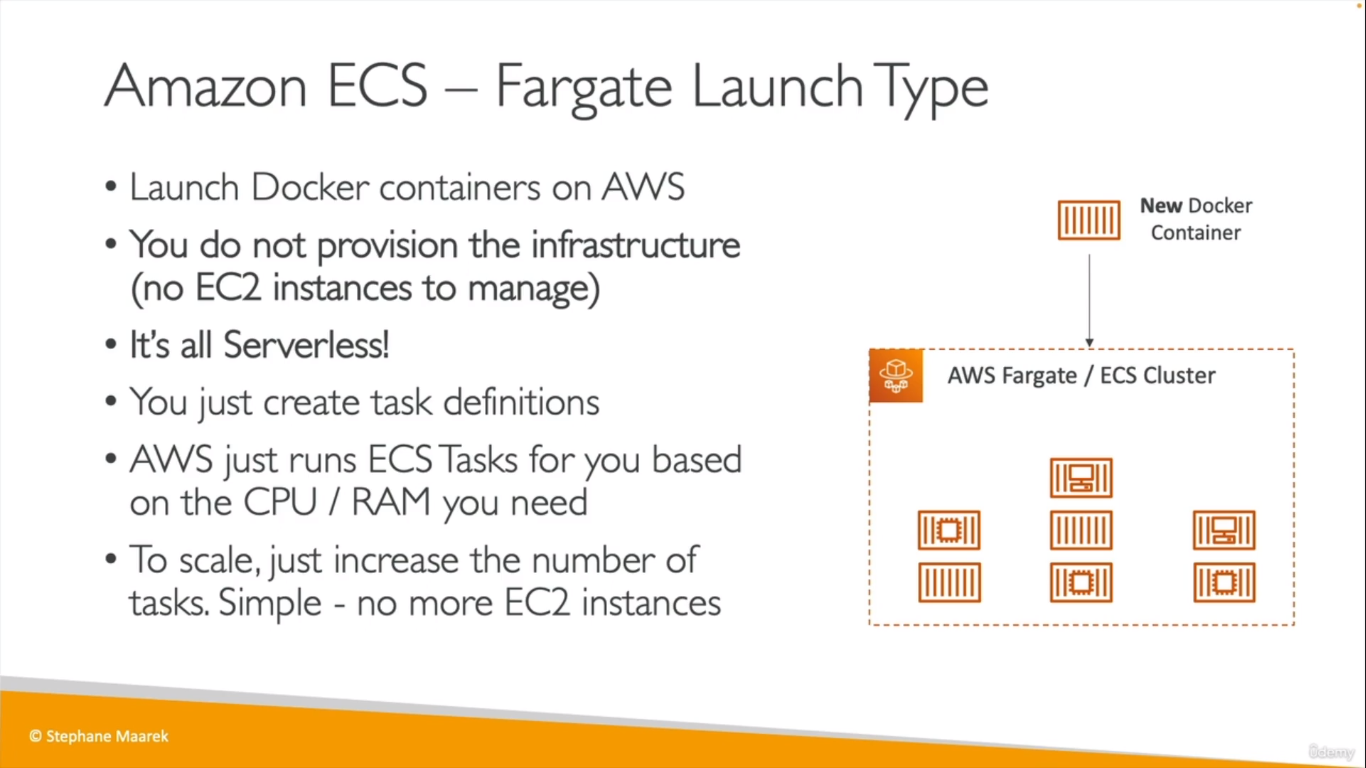 Amazon ECS – Fargate Launch Type
• Launch Docker containers on AWS
• You do not provision the infrastructure
(no EC2 instances to manage)
• It's all Serverless!
• You just create task definitions
• AWS just runs ECS Tasks for you based
on the CPU / RAM you need
• To scale, just increase the number of
tasks. Simple - no more EC2 instances
New Docker
Container
AWS Fargate / ECS Cluster
© Stephane Maarek
ûdemy